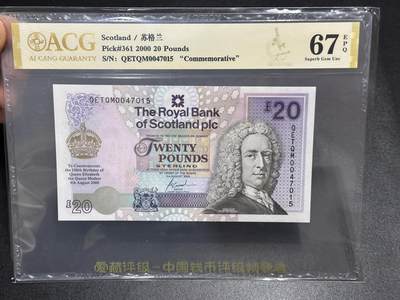 ACG
AI CANG GUARANTY
Scotland / 苏格兰
Pick#361 2000 20 Pounds
S/N: QETQM0047015 "Commemorative"
67 EPQ
Superb Gem Unc
QETQM0047015
The Royal Bank
of Scotland plc
£20
TWENTY
POUNDS
STERLING
To Commemorate
the 100th Birthday of
Queen Elizabeth
the Queen Mother
4th August 2000
£20
QETQM0047015
爱藏评级-中国钱币评级